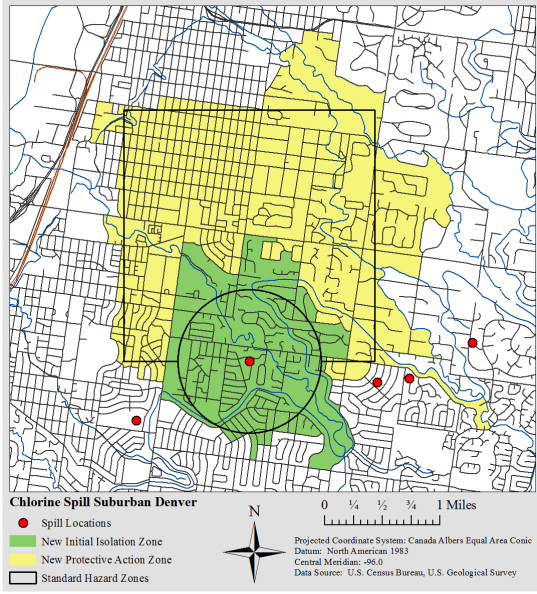 Chlorine Spill Suburban Denver
Spill Locations
New Initial Isolation Zone
New Protective Action Zone
Standard Hazard Zones
N
0 ¼ ½ ¾ 1 Miles
Projected Coordinate System: Canada Albers Equal Area Conic
Datum: North American 1983
Central Meridian: -96.0
Data Source: U.S. Census Bureau, U.S. Geological Survey